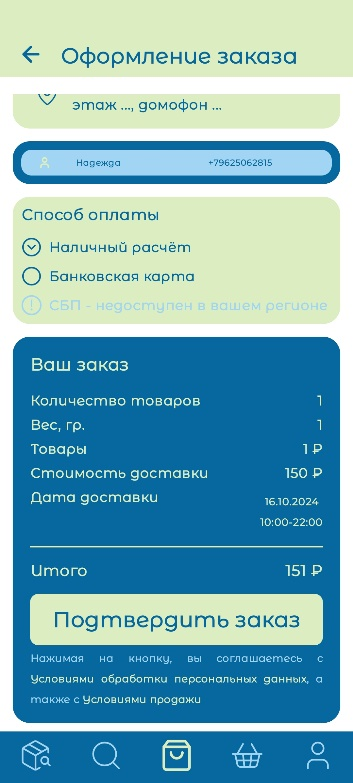 Оформление заказа
этаж ..., домофон ...
Надежда +79625062815
Способ оплаты
Наличный расчёт
Банковская карта
СБП - недоступен в вашем регионе
Ваш заказ
Количество товаров 1
Вес, гр. 1
Товары 1 ₽
Стоимость доставки 150 ₽
Дата доставки 16.10.2024
10:00-22:00
Итого 151 ₽
Подтвердить заказ
Нажимая на кнопку, вы соглашаетесь с
Условиями обработки персональных данных, а
также с Условиями продажи